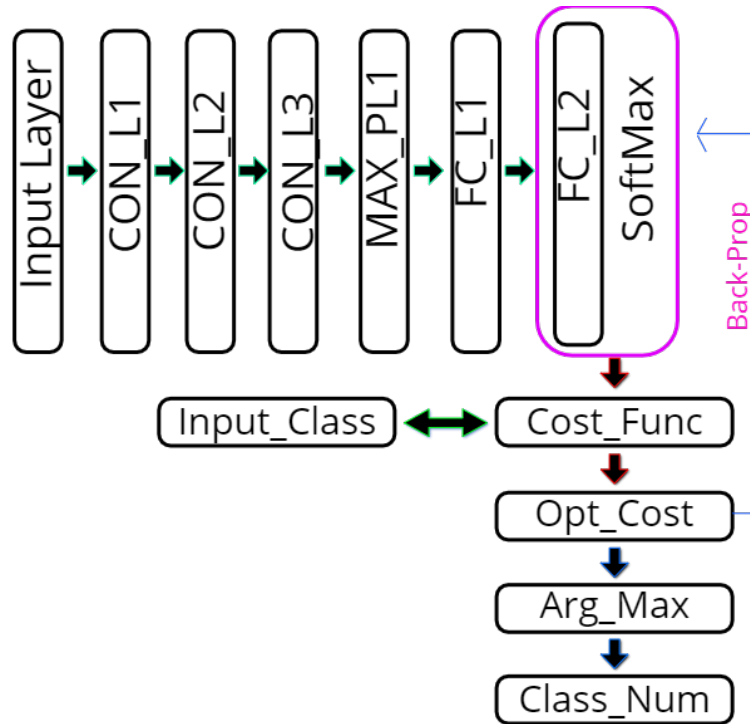 Input Layer
CON_L1
CON_L2
CON_L3
MAX_PL1
FC_L1
FC_L2
SoftMax
Back-Prop
Input_Class
Cost_Func
Opt_Cost
Arg_Max
Class_Num